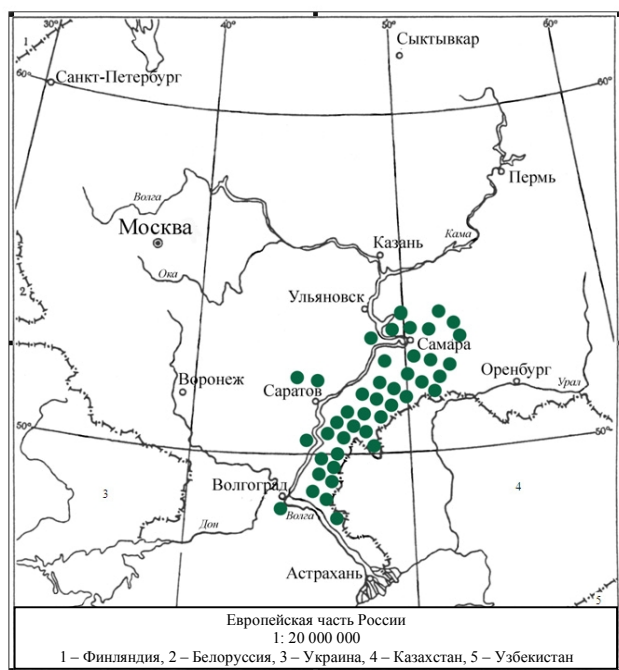 30° 40° 50° 60°
1
Сыктывкар
60° Санкт-Петербург 60°
Пермь
Волга
Москва
Кама
Казань
Ока
2
Ульяновск
Самара
Оренбург
Воронеж
Урал
Саратов
50° 50°
Волгоград
3
4
Волга
Дон
Астрахань
5
Европейская часть России
1: 20 000 000
1 – Финляндия, 2 – Белоруссия, 3 – Украина, 4 – Казахстан, 5 – Узбекистан